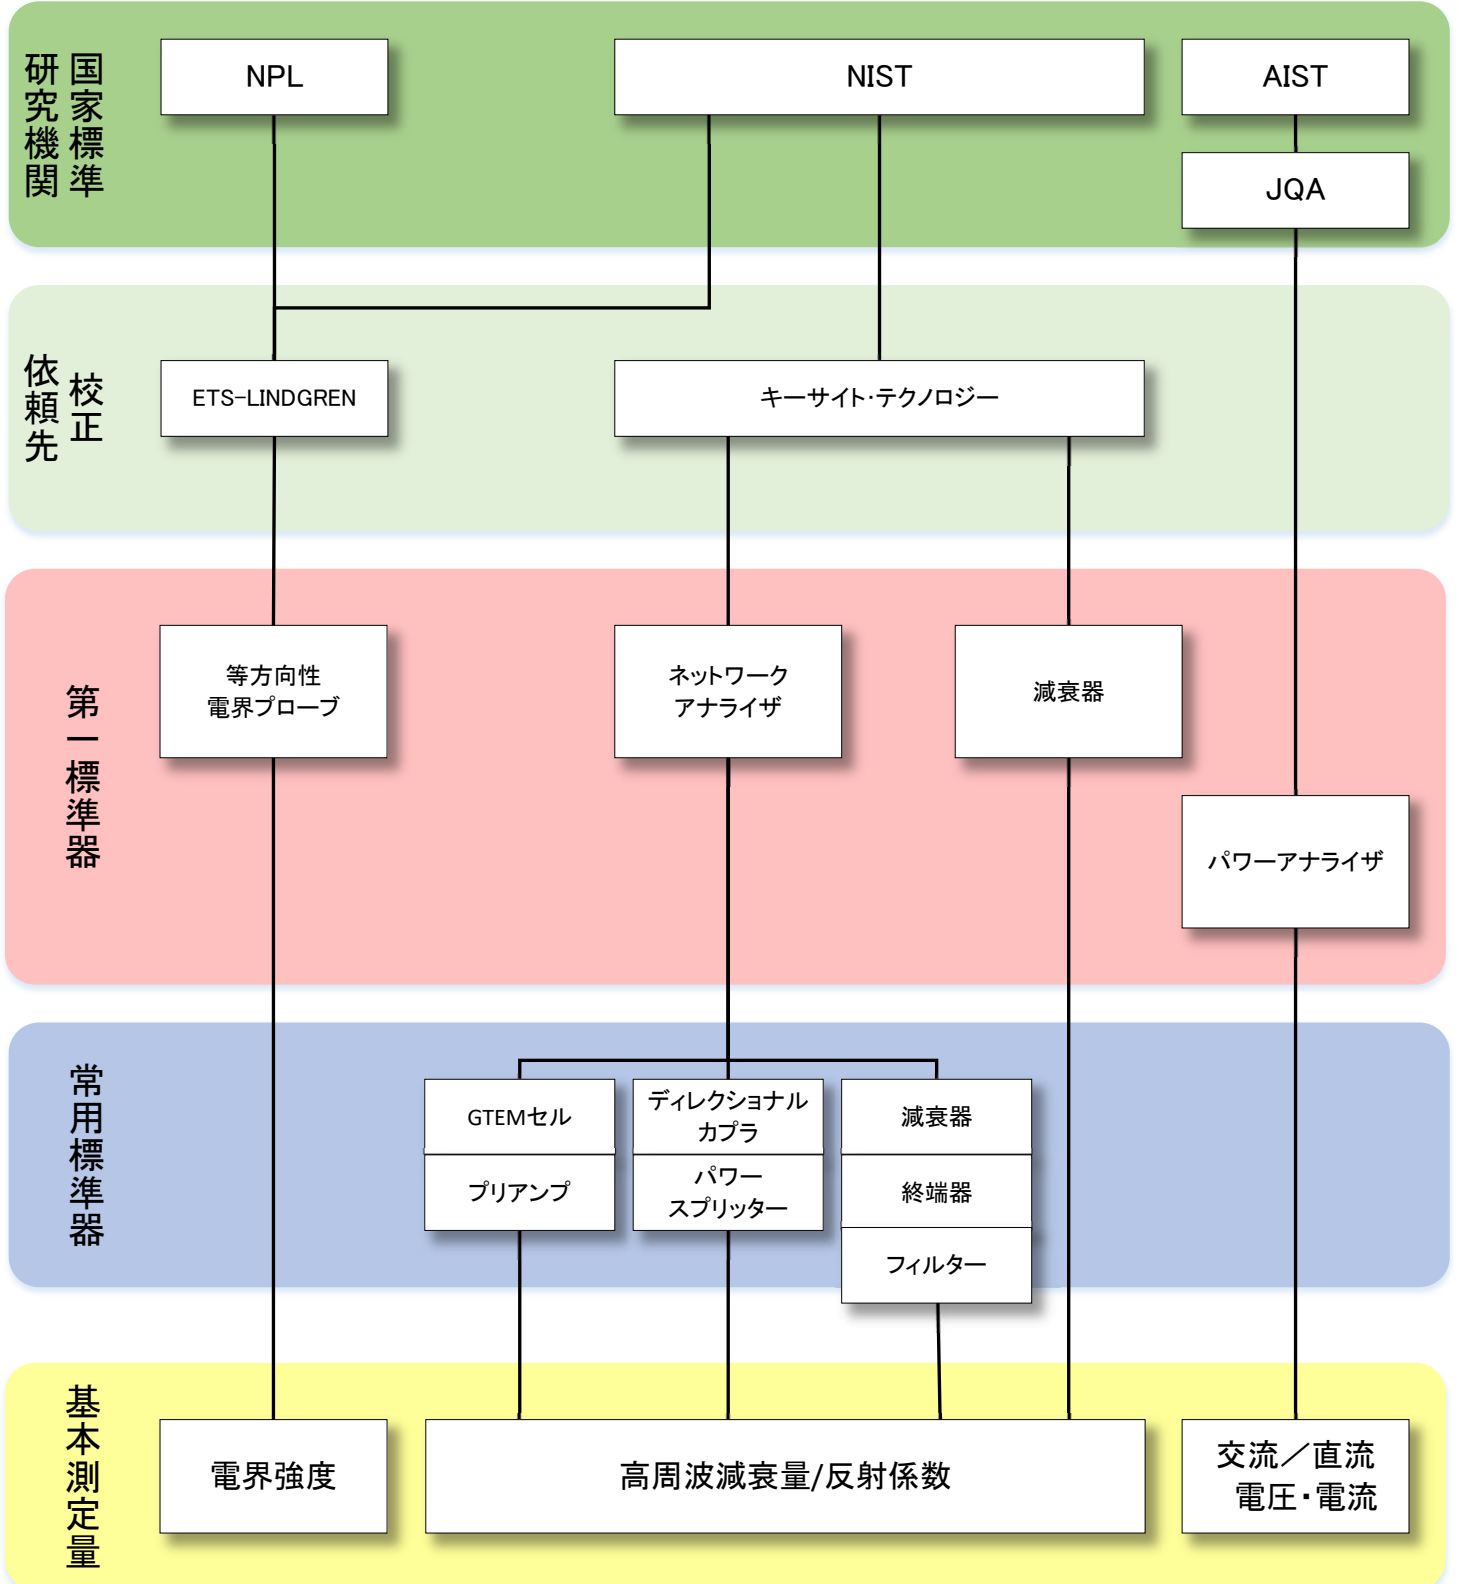 国家標準
研究機関
NPL
NIST
AIST
JQA
校正
依頼先
ETS-LINDGREN
キーサイト・テクノロジー
第一標準器
等方向性
電界プローブ
ネットワーク
アナライザ
減衰器
パワーアナライザ
常用標準器
GTEMセル
プリアンプ
ディレクショナル
カプラ
パワー
スプリッター
減衰器
終端器
フィルター
基本測定量
電界強度
高周波減衰量/反射係数
交流／直流
電圧・電流